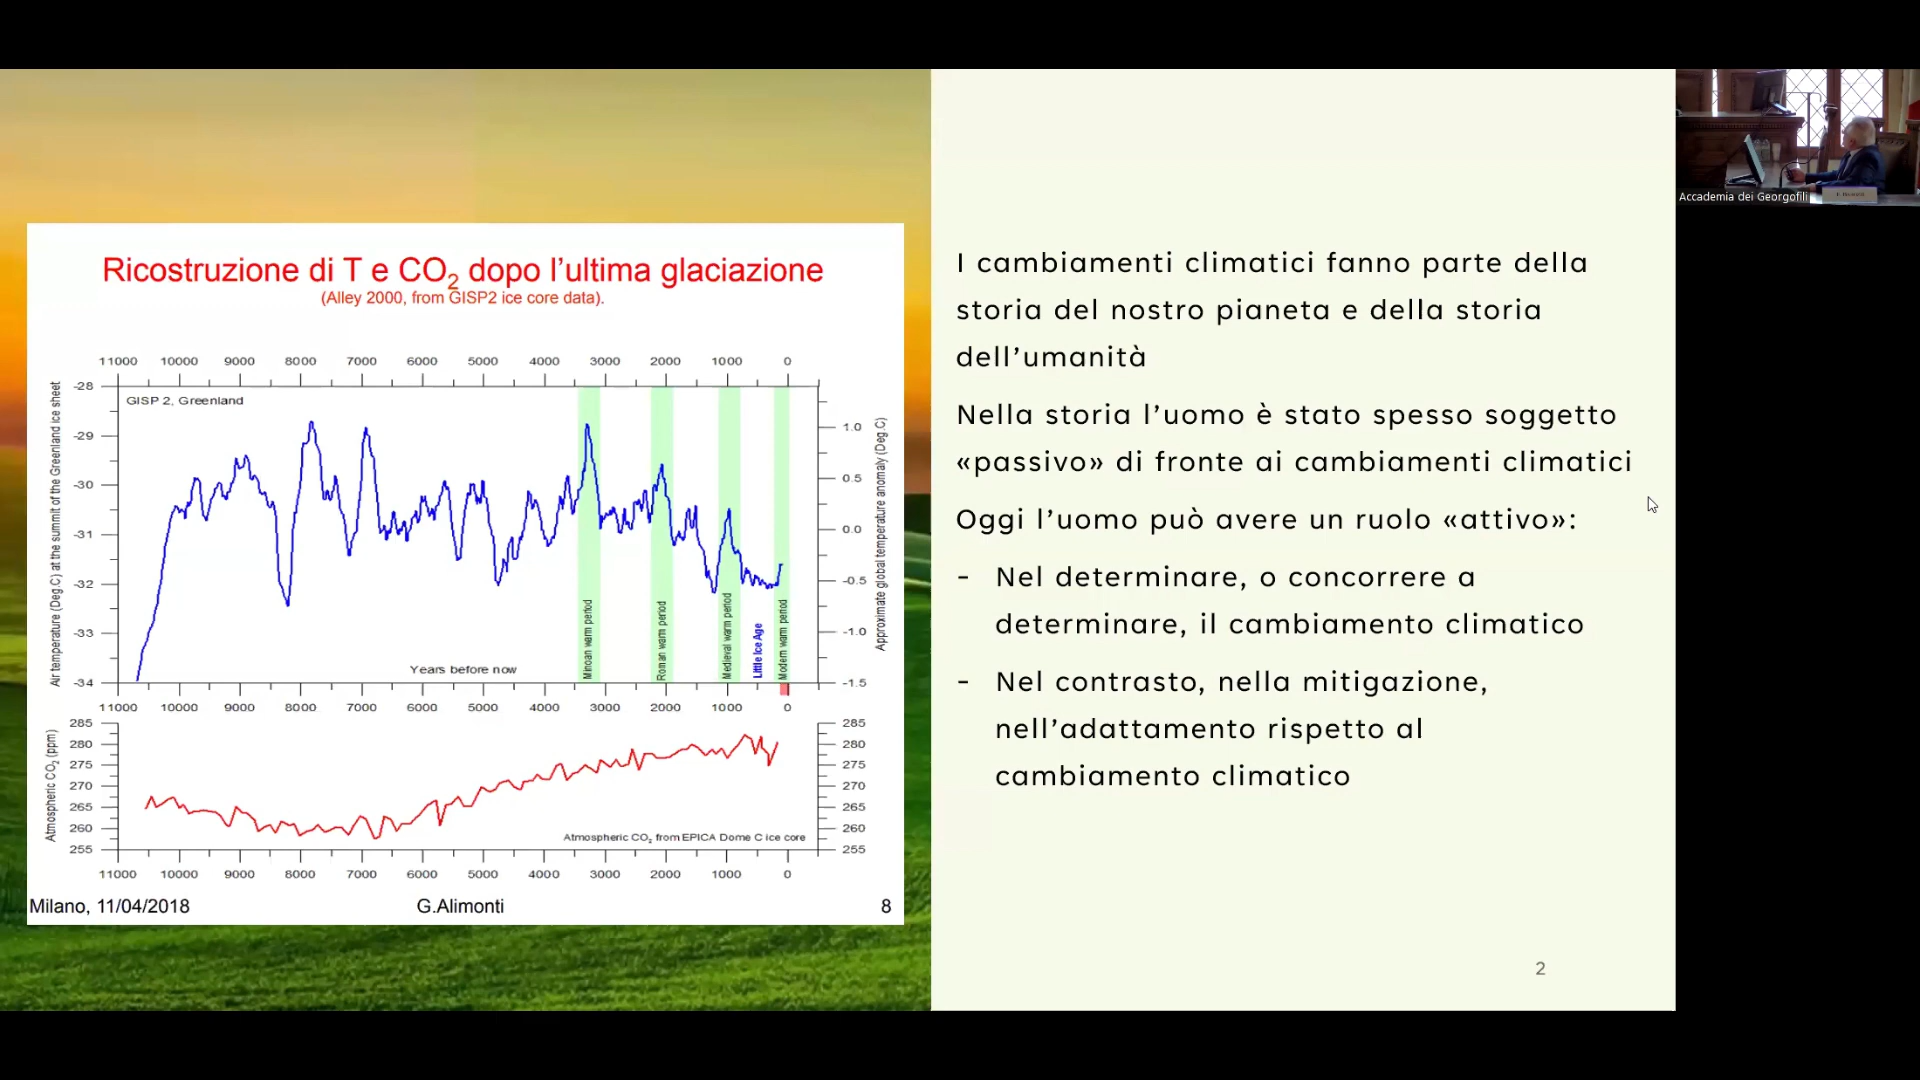 Ricostruzione di T e CO2 dopo l'ultima glaciazione
(Alley 2000, from GISP2 ice core data).
11000 10000 9000 8000 7000 6000 5000 4000 3000 2000 1000 0
Air temperature (Deg.C) at the summit of the Greenland ice sheet
-28
-29
-30
-31
-32
-33
-34
GISP 2, Greenland
Minoan warm period
Roman warm period
Medieval warm period
Little Ice Age
Modern warm period
Years before now
1.0
0.5
0.0
-0.5
-1.0
-1.5
Approximate global temperature anomaly (Deg.C)
11000 10000 9000 8000 7000 6000 5000 4000 3000 2000 1000 0
Atmospheric CO2 (ppm)
285
280
275
270
265
260
255
Atmospheric CO2 from EPICA Dome C ice core
285
280
275
270
265
260
255
11000 10000 9000 8000 7000 6000 5000 4000 3000 2000 1000 0
Milano, 11/04/2018 G.Alimonti 8
I cambiamenti climatici fanno parte della
storia del nostro pianeta e della storia
dell'umanità
Nella storia l'uomo è stato spesso soggetto
«passivo» di fronte ai cambiamenti climatici
Oggi l'uomo può avere un ruolo «attivo»:
- Nel determinare, o concorrere a
determinare, il cambiamento climatico
- Nel contrasto, nella mitigazione,
nell'adattamento rispetto al
cambiamento climatico
2
Accademia dei Georgofili